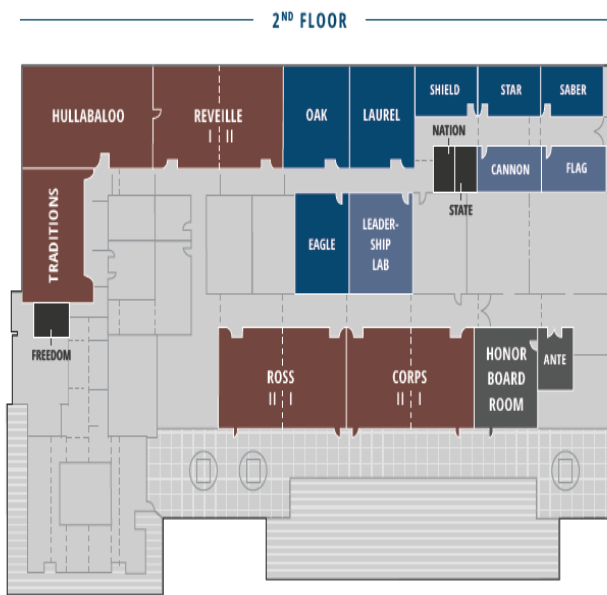 2ND FLOOR
HULLABALOO
REVEILLE
I II
OAK
LAUREL
SHIELD
STAR
SABER
NATION
CANNON
FLAG
STATE
TRADITIONS
EAGLE
LEADER-
SHIP
LAB
FREEDOM
ROSS
II I
CORPS
II I
HONOR
BOARD
ROOM
ANTE